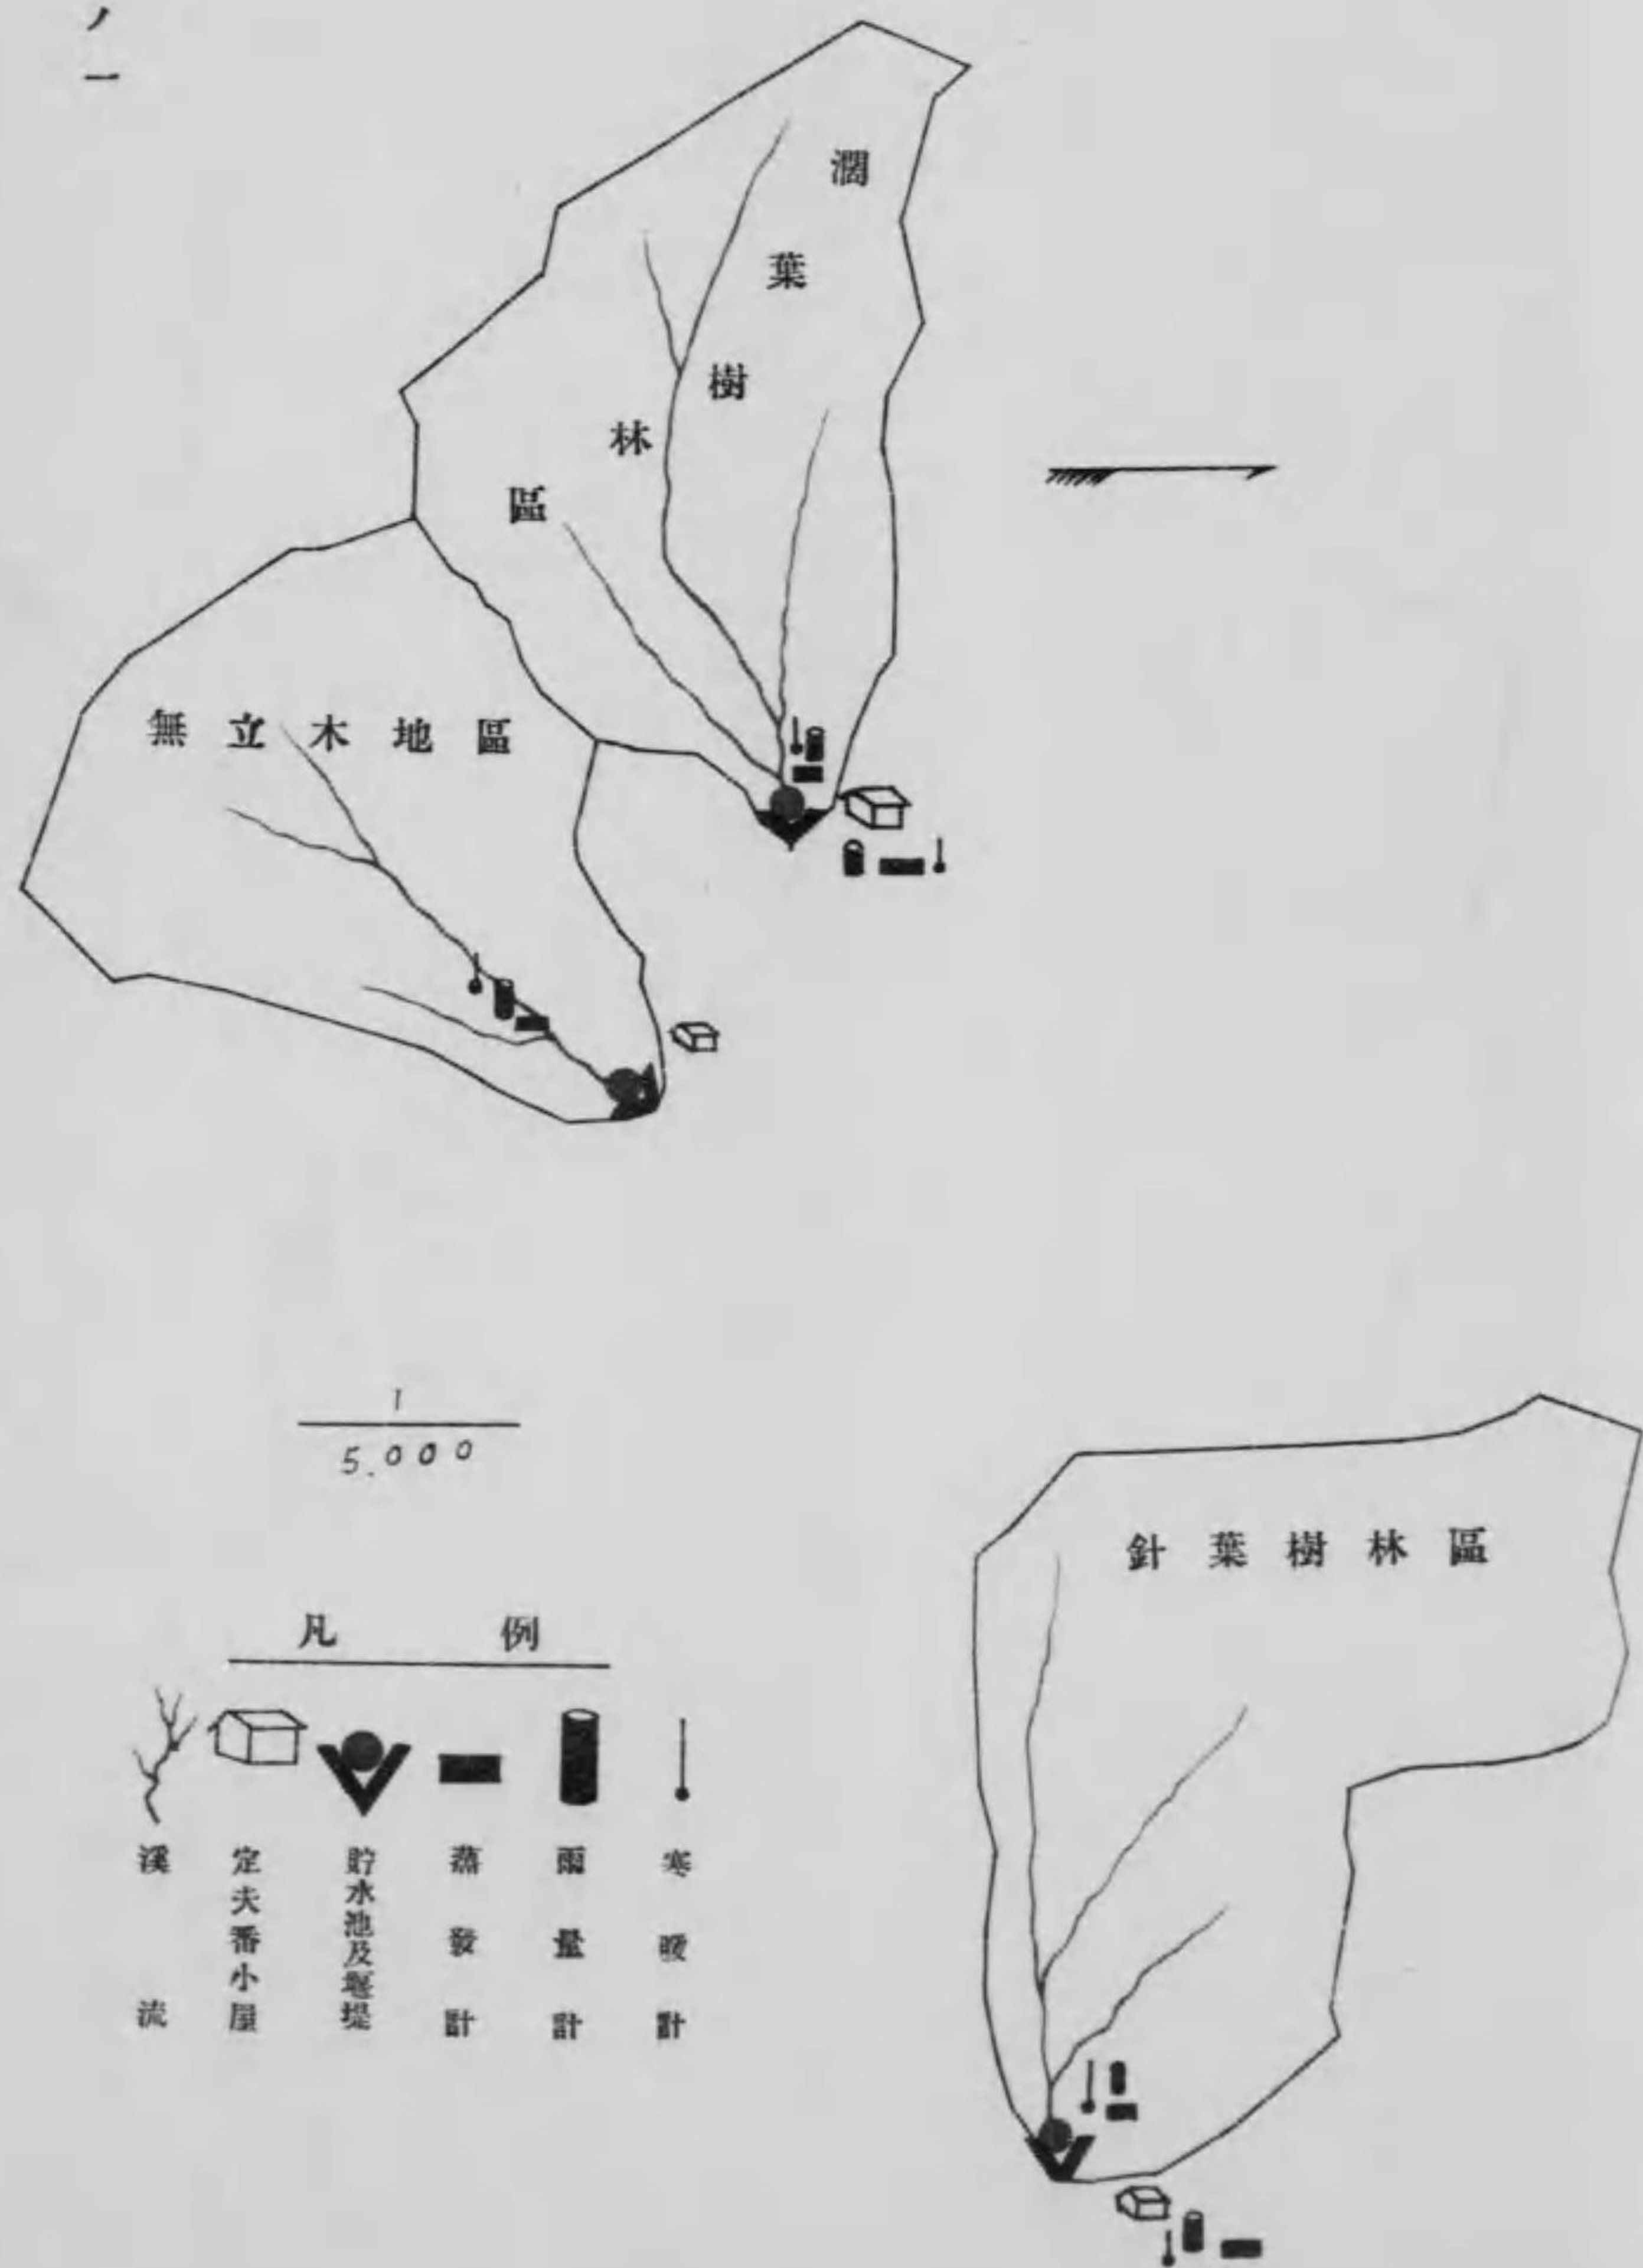 ノ一
濶葉樹林區
無立木地區
1
5.000
針葉樹林區
凡例
溪流
定夫番小屋
貯水池及堰堤
蒸發計
雨量計
寒暖計